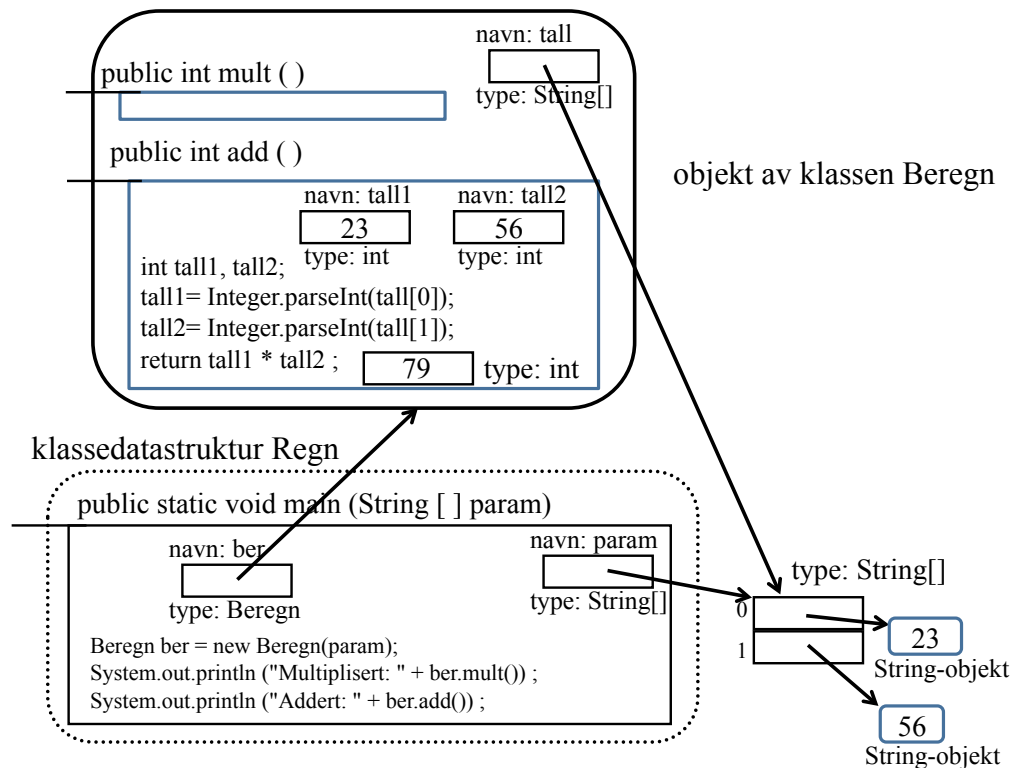 navn: tall
public int mult ( )
type: String[]
public int add ( )
objekt av klassen Beregn
navn: tall1
navn: tall2
23
56
type: int
type: int
int tall1, tall2;
tall1= Integer.parseInt(tall[0]);
tall2= Integer.parseInt(tall[1]);
return tall1 * tall2 ;
79
type: int
klassedatastruktur Regn
public static void main (String [ ] param)
navn: ber
navn: param
type: Beregn
type: String[]
type: String[]
0
1
23
String-objekt
56
String-objekt
Beregn ber = new Beregn(param);
System.out.println ("Multiplisert: " + ber.mult()) ;
System.out.println ("Addert: " + ber.add()) ;